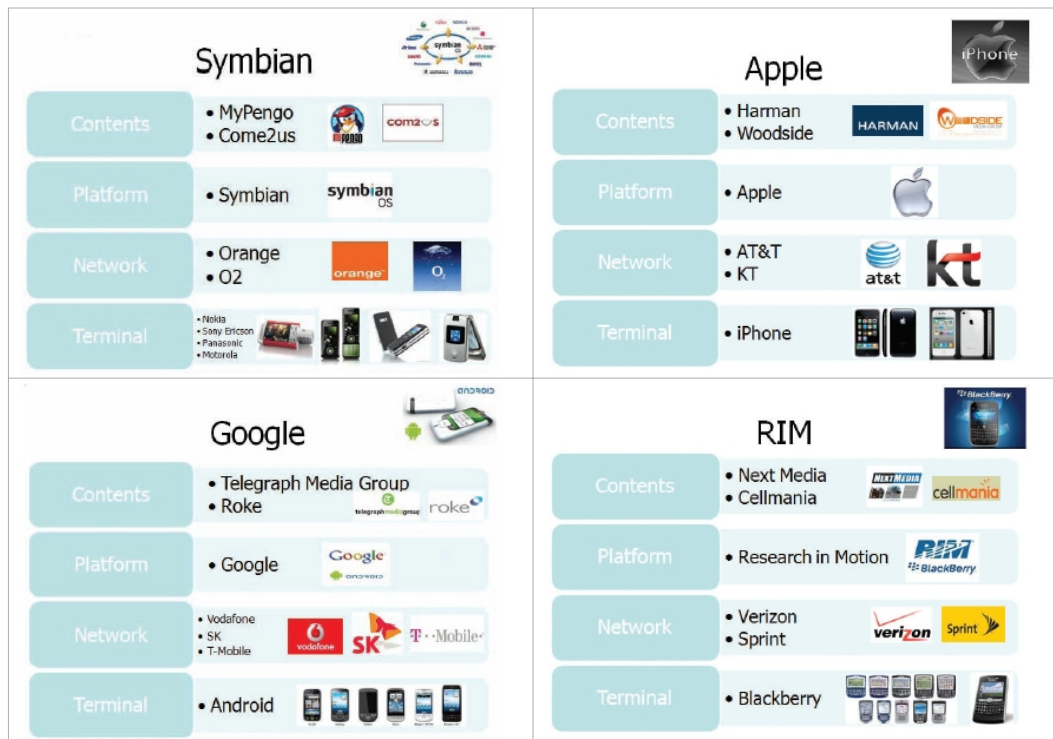 Symbian
symbian
OS
Contents
• MyPengo
• Come2us
PENGO
com2us
Platform
• Symbian
symbian
OS
Network
• Orange
• O2
orange™
O2
Terminal
• Nokia
• Sony Ericson
• Panasonic
• Motorola
Apple
iPhone
Contents
• Harman
• Woodside
HARMAN
WOODSIDE
Platform
• Apple
Network
• AT&T
• KT
at&t
kt
Terminal
• iPhone
Google
ANDROID
Contents
• Telegraph Media Group
• Roke
telegraphmediagroup
roke
Platform
• Google
Google
ANDROID
Network
• Vodafone
• SK
• T-Mobile
vodafone
SK
T··Mobile·
Terminal
• Android
RIM
BlackBerry
Contents
• Next Media
• Cellmania
NEXTMEDIA
cellmania
Platform
• Research in Motion
RIM
BlackBerry
Network
• Verizon
• Sprint
verizon
Sprint
Terminal
• Blackberry